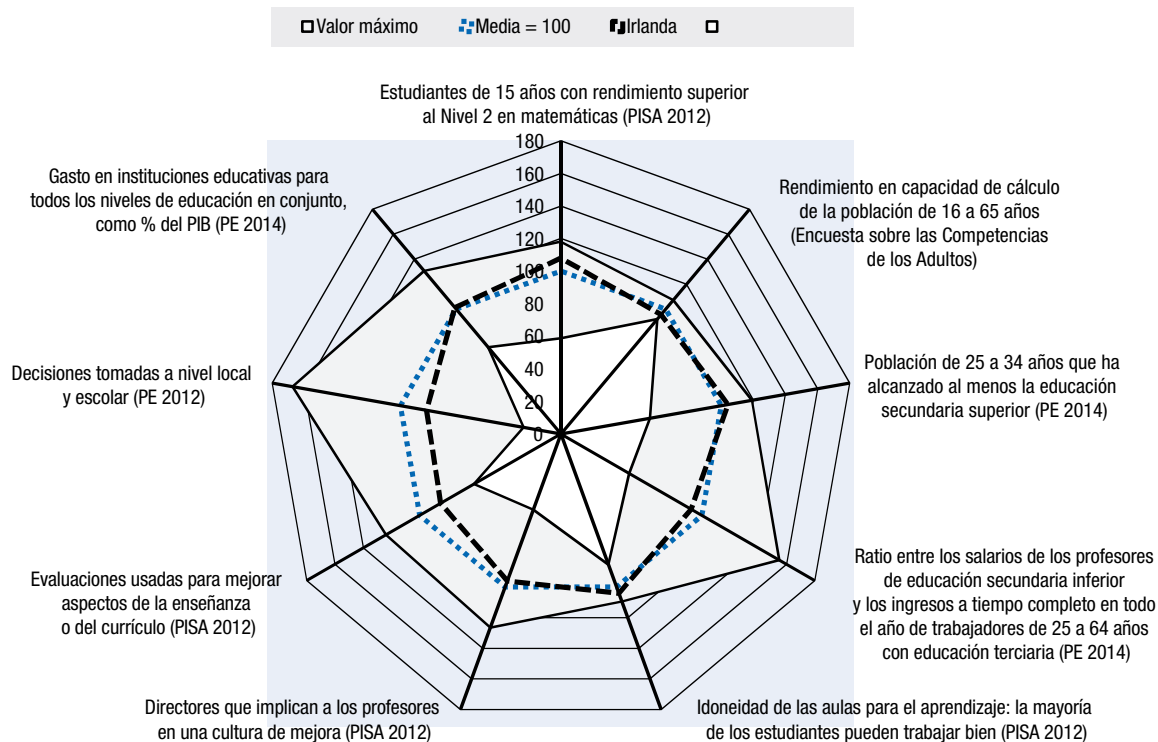 Valor máximo Media = 100 Irlanda
Estudiantes de 15 años con rendimiento superior
al Nivel 2 en matemáticas (PISA 2012)
Rendimiento en capacidad de cálculo
de la población de 16 a 65 años
(Encuesta sobre las Competencias
de los Adultos)
Población de 25 a 34 años que ha
alcanzado al menos la educación
secundaria superior (PE 2014)
Ratio entre los salarios de los profesores
de educación secundaria inferior
y los ingresos a tiempo completo en todo
el año de trabajadores de 25 a 64 años
con educación terciaria (PE 2014)
Idoneidad de las aulas para el aprendizaje: la mayoría
de los estudiantes pueden trabajar bien (PISA 2012)
Directores que implican a los profesores
en una cultura de mejora (PISA 2012)
Evaluaciones usadas para mejorar
aspectos de la enseñanza
o del currículo (PISA 2012)
Decisiones tomadas a nivel local
y escolar (PE 2012)
Gasto en instituciones educativas para
todos los niveles de educación en conjunto,
como % del PIB (PE 2014)
180
160
140
120
100
80
60
40
20
0